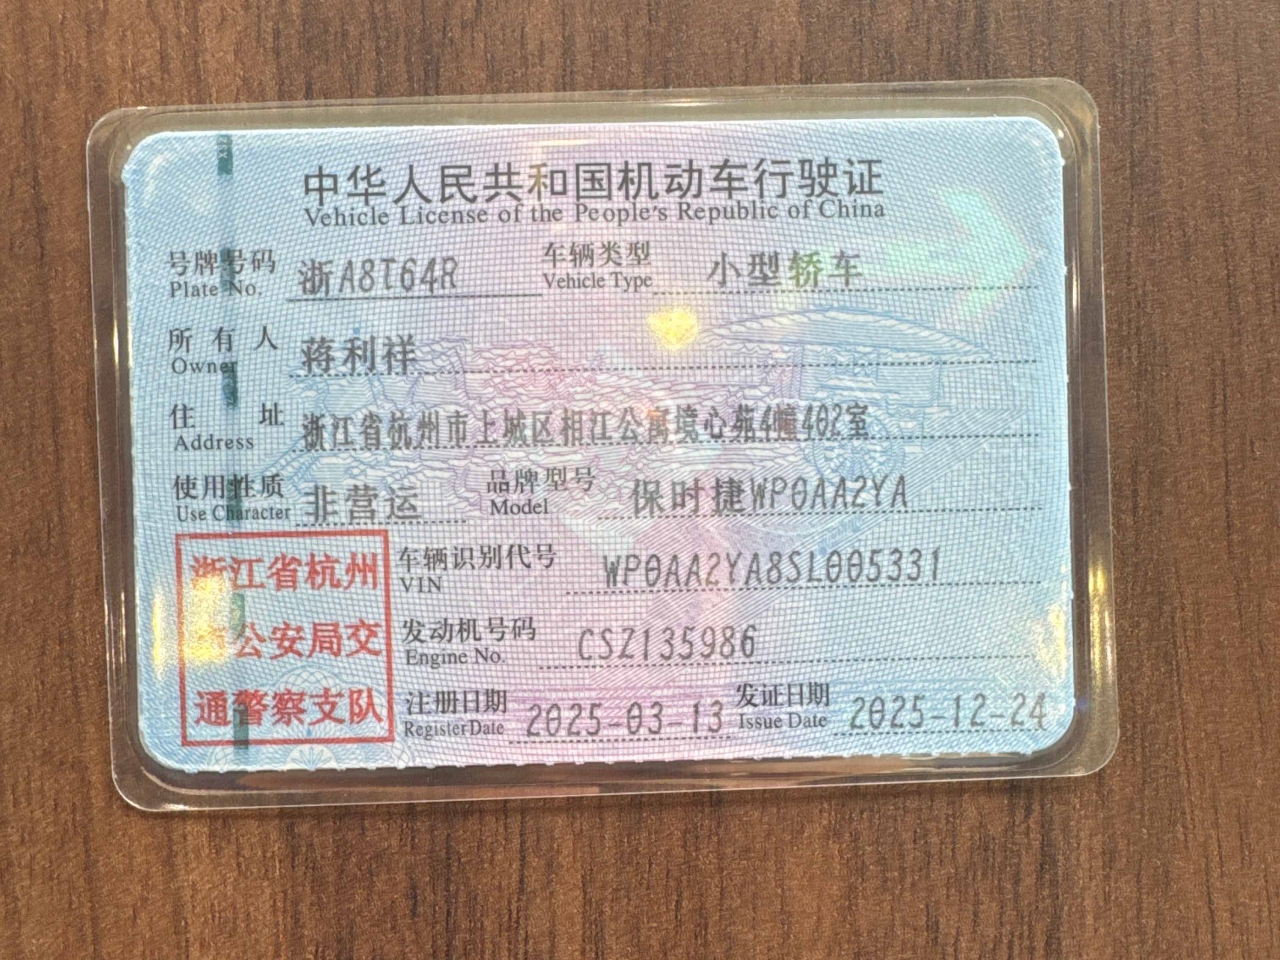 中华人民共和国机动车行驶证
Vehicle License of the People's Republic of China
号牌号码 浙A8T64R 车辆类型 小型轿车
Plate No. Vehicle Type
所有人 蒋利祥
Owner
住址 浙江省杭州市上城区相江公寓境心苑4幢402室
Address
使用性质 非营运 品牌型号 保时捷WP0AA2YA
Use Character Model
浙江省杭州 车辆识别代号 WP0AA2YA8SL005331
VIN
公安局交 发动机号码 CSZ135986
Engine No.
通警察支队 注册日期 2025-03-13 发证日期 2025-12-24
Register Date Issue Date